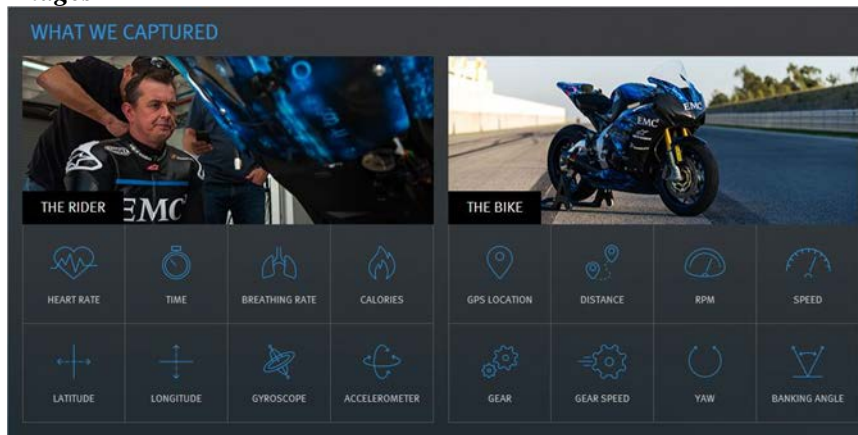 WHAT WE CAPTURED
THE RIDER
EMC
THE BIKE
EMC²
EMC
HEART RATE
TIME
BREATHING RATE
CALORIES
GPS LOCATION
DISTANCE
RPM
SPEED
LATITUDE
LONGITUDE
GYROSCOPE
ACCELEROMETER
GEAR
GEAR SPEED
YAW
BANKING ANGLE